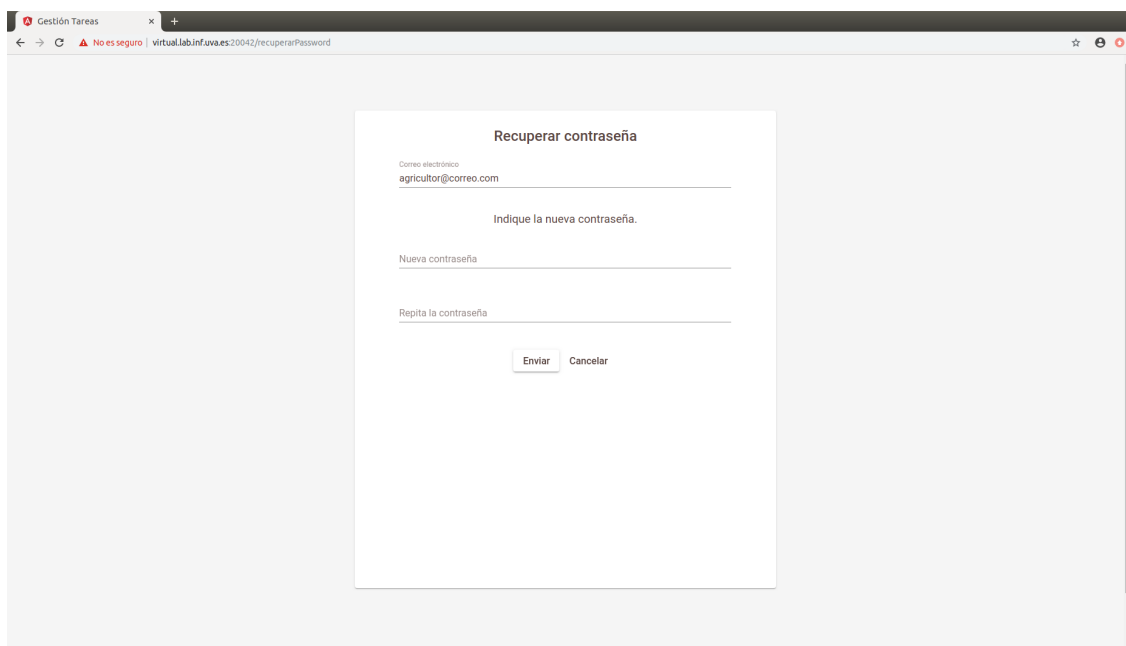 Gestión Tareas
No es seguro | virtual.lab.inf.uva.es:20042/recuperarPassword
Recuperar contraseña
Correo electrónico
agricultor@correo.com
Indique la nueva contraseña.
Nueva contraseña
Repita la contraseña
Enviar Cancelar